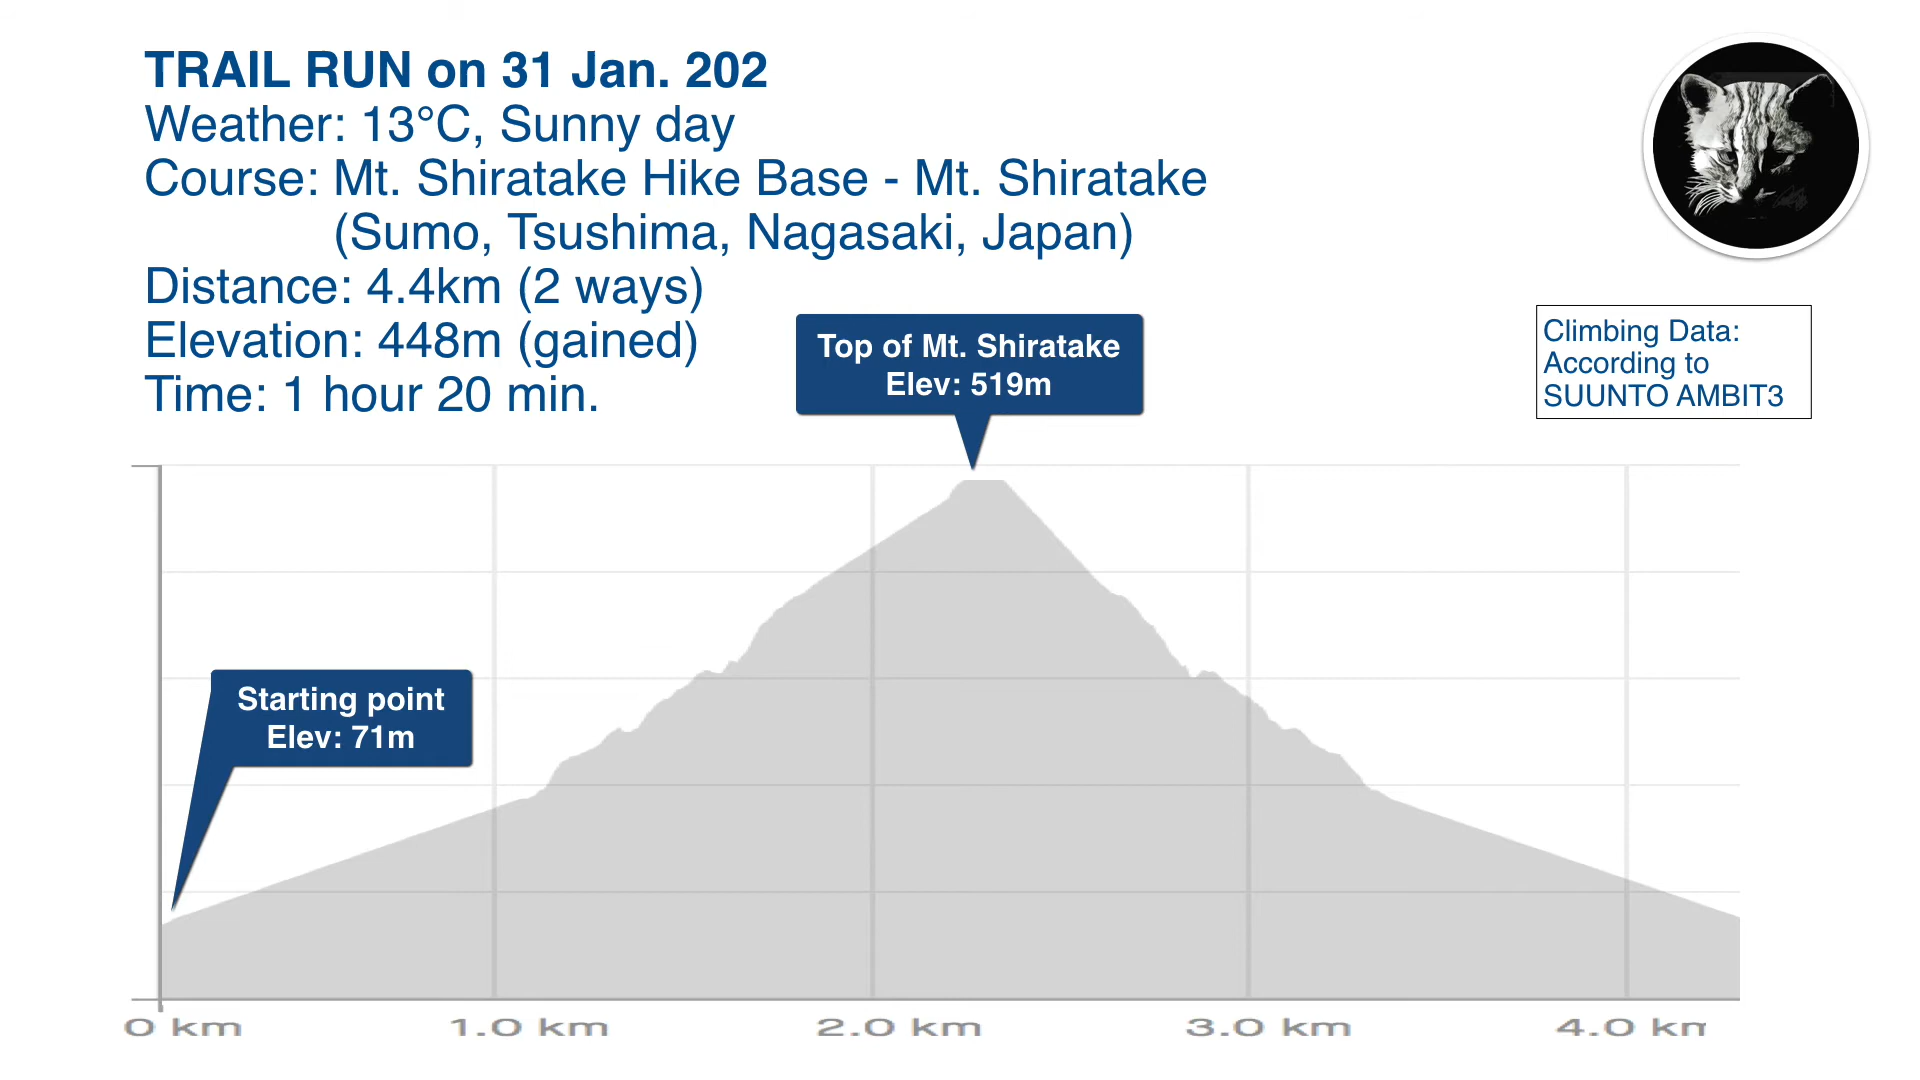 TRAIL RUN on 31 Jan. 202
Weather: 13°C, Sunny day
Course: Mt. Shiratake Hike Base - Mt. Shiratake
(Sumo, Tsushima, Nagasaki, Japan)
Distance: 4.4km (2 ways)
Elevation: 448m (gained)
Time: 1 hour 20 min.
Top of Mt. Shiratake
Elev: 519m
Climbing Data:
According to
SUUNTO AMBIT3
Starting point
Elev: 71m
0 km 1.0 km 2.0 km 3.0 km 4.0